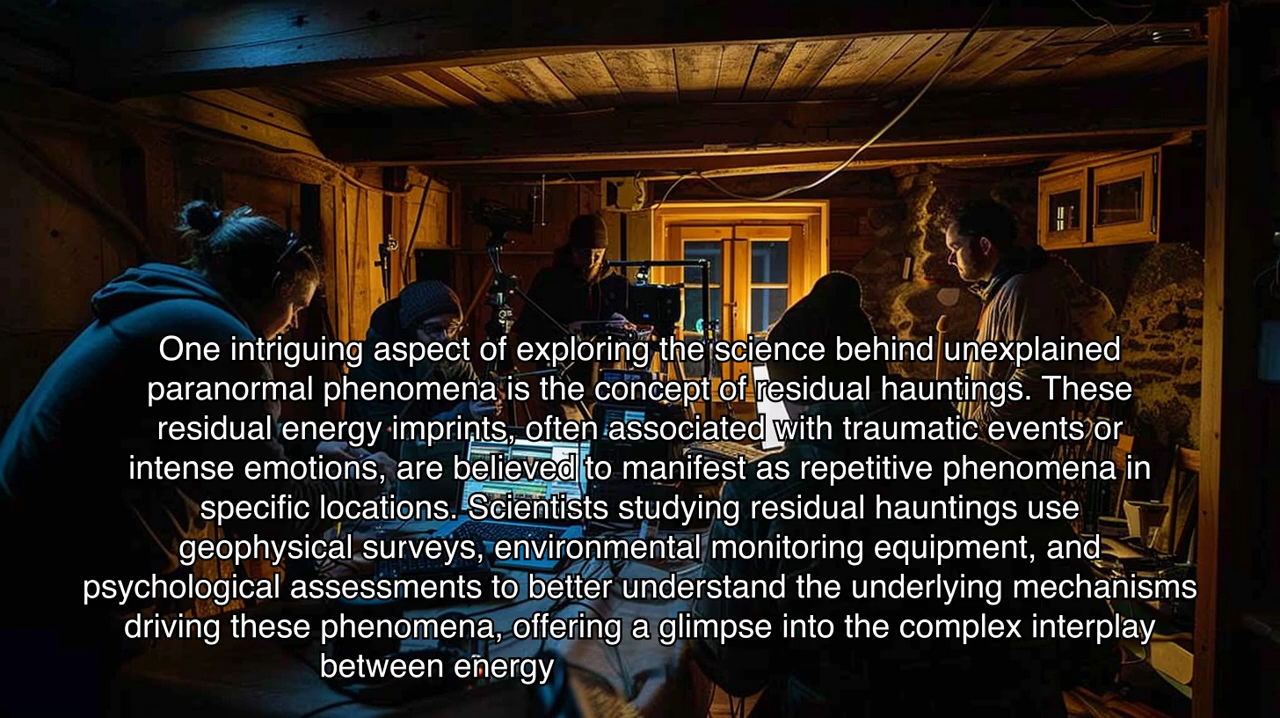 One intriguing aspect of exploring the science behind unexplained
paranormal phenomena is the concept of residual hauntings. These
residual energy imprints, often associated with traumatic events or
intense emotions, are believed to manifest as repetitive phenomena in
specific locations. Scientists studying residual hauntings use
geophysical surveys, environmental monitoring equipment, and
psychological assessments to better understand the underlying mechanisms
driving these phenomena, offering a glimpse into the complex interplay
between energy